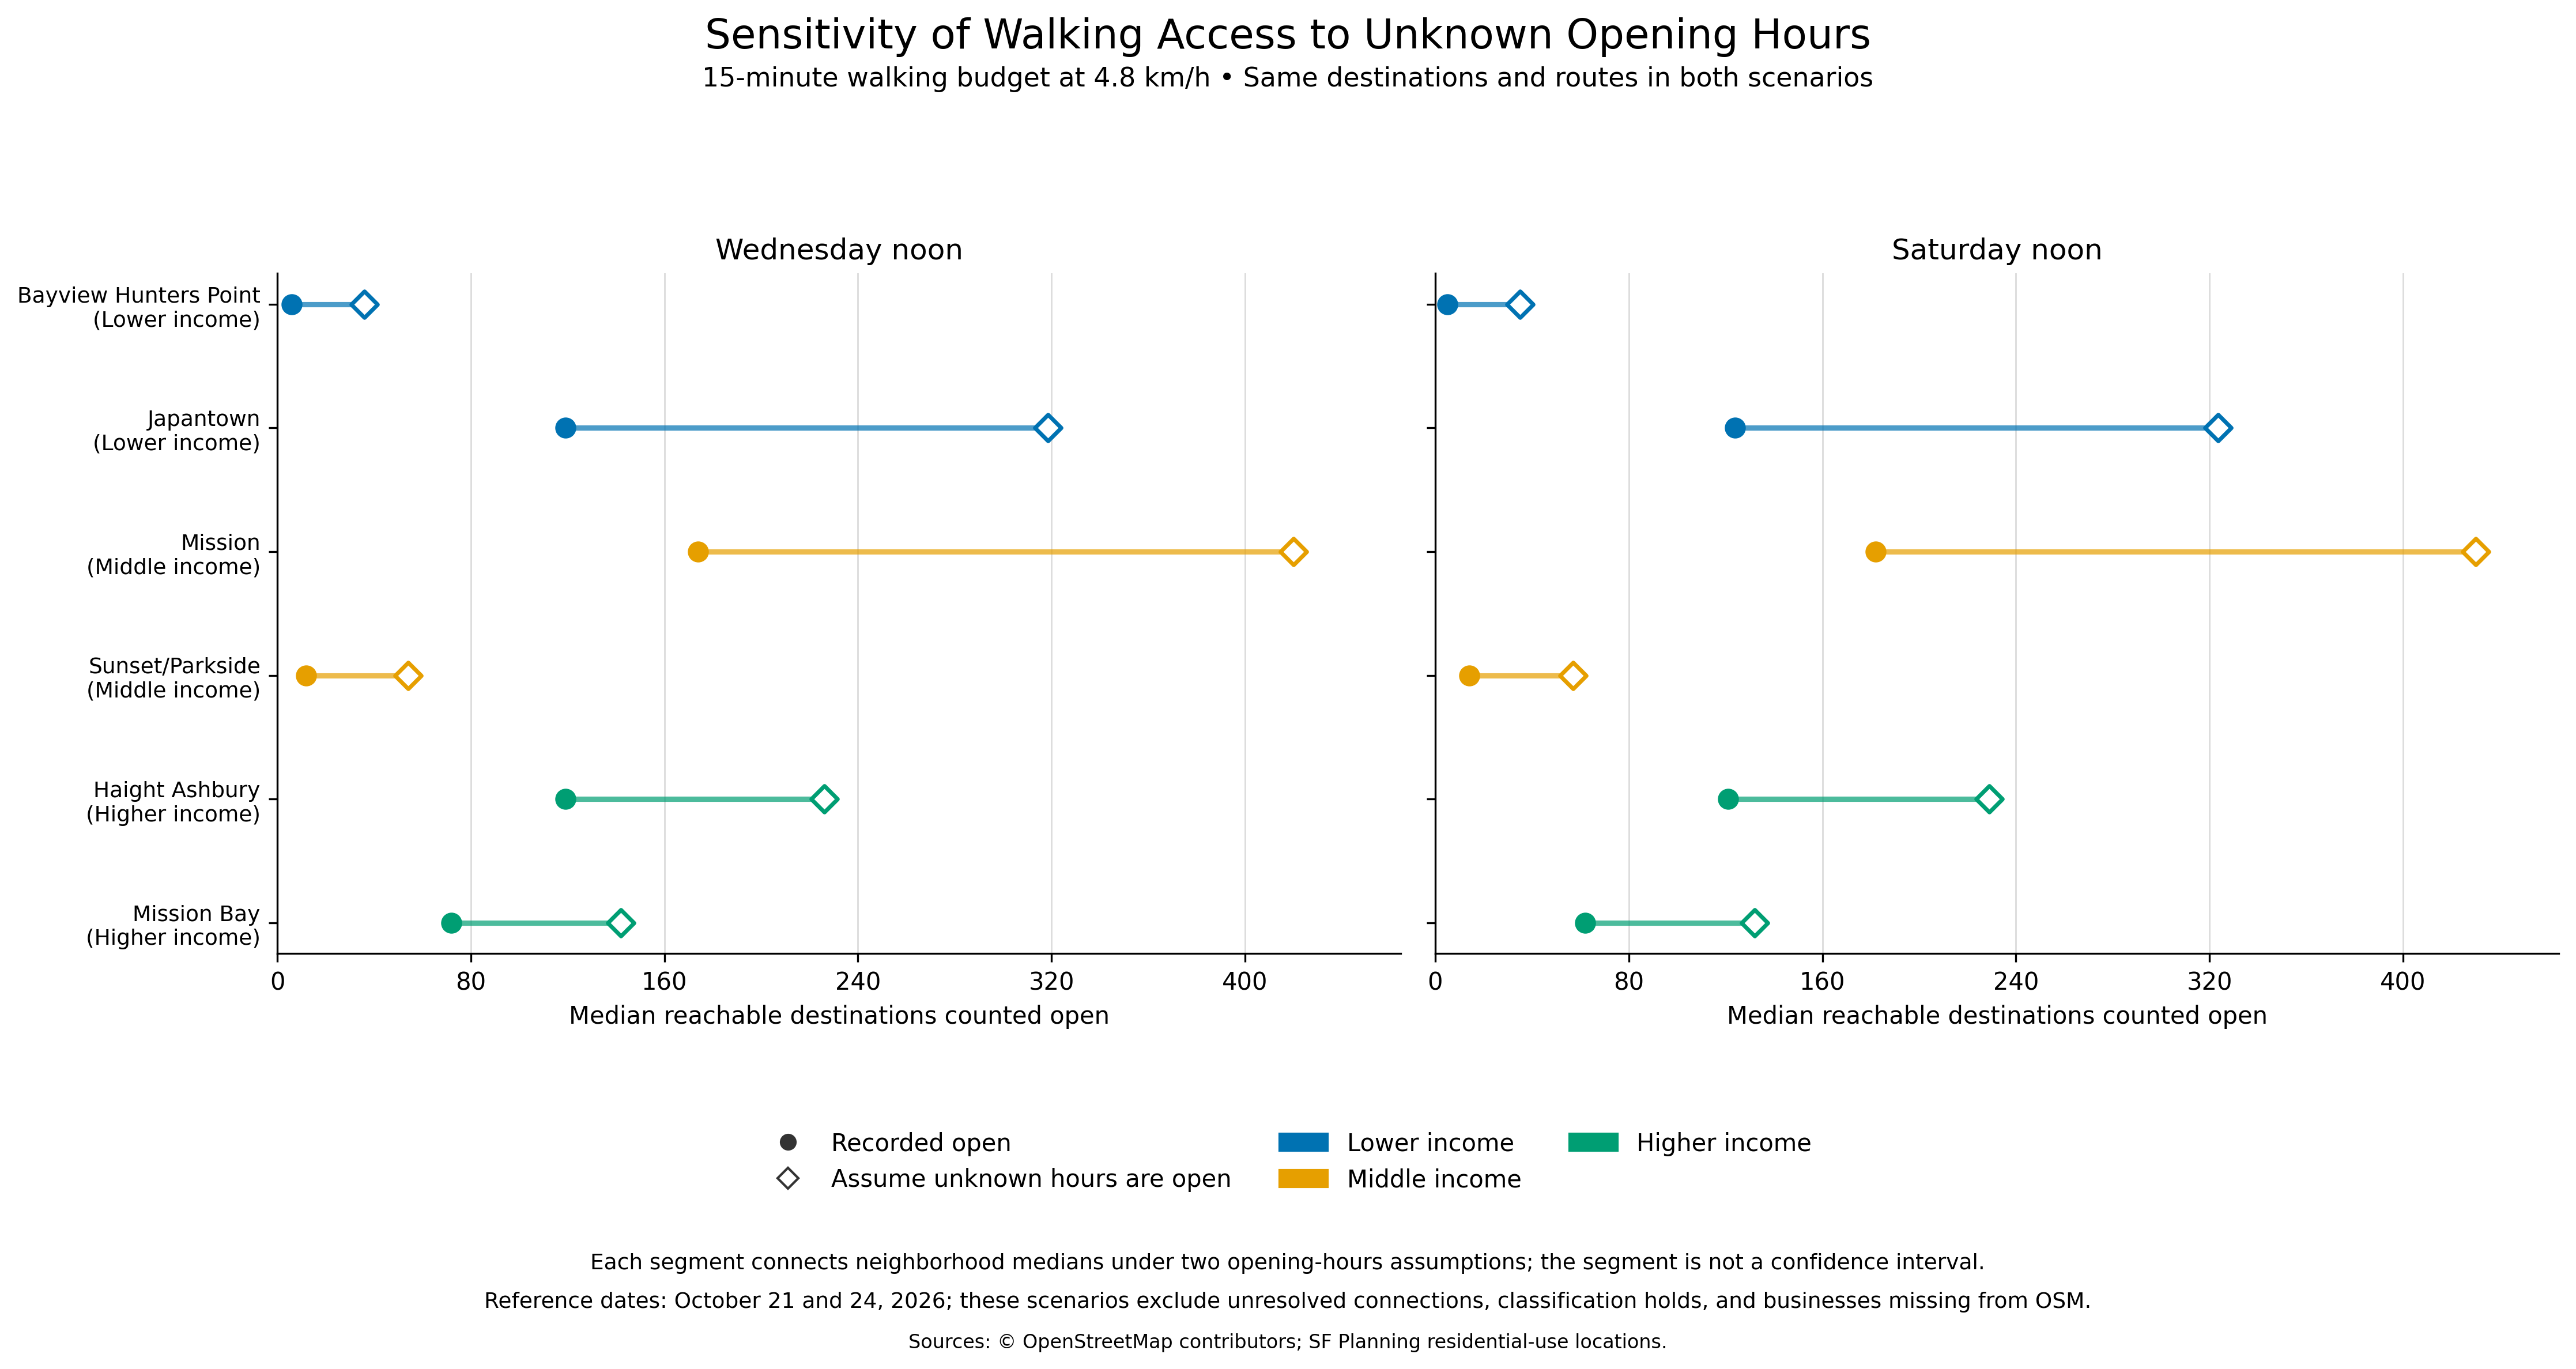 Sensitivity of Walking Access to Unknown Opening Hours
15-minute walking budget at 4.8 km/h • Same destinations and routes in both scenarios
Wednesday noon
Bayview Hunters Point
(Lower income)
Japantown
(Lower income)
Mission
(Middle income)
Sunset/Parkside
(Middle income)
Haight Ashbury
(Higher income)
Mission Bay
(Higher income)
0 80 160 240 320 400
Median reachable destinations counted open
Saturday noon
0 80 160 240 320 400
Median reachable destinations counted open
Recorded open
Assume unknown hours are open
Lower income
Middle income
Higher income
Each segment connects neighborhood medians under two opening-hours assumptions; the segment is not a confidence interval.
Reference dates: October 21 and 24, 2026; these scenarios exclude unresolved connections, classification holds, and businesses missing from OSM.
Sources: © OpenStreetMap contributors; SF Planning residential-use locations.